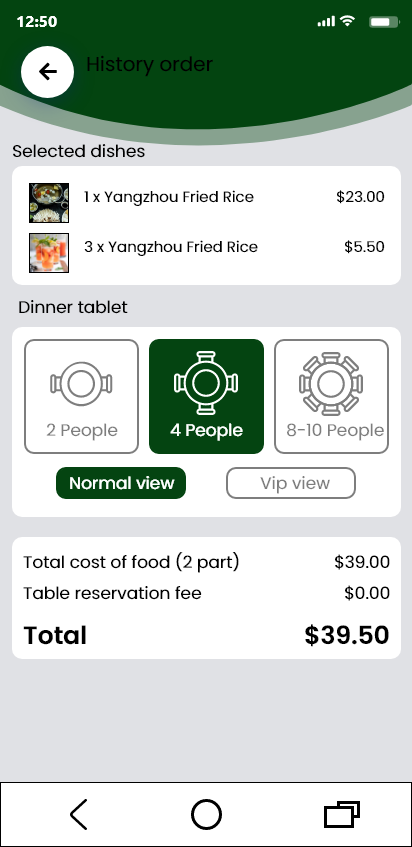 12:50
History order
Selected dishes
1 x Yangzhou Fried Rice $23.00
3 x Yangzhou Fried Rice $5.50
Dinner tablet
2 People 4 People 8-10 People
Normal view Vip view
Total cost of food (2 part) $39.00
Table reservation fee $0.00
Total $39.50